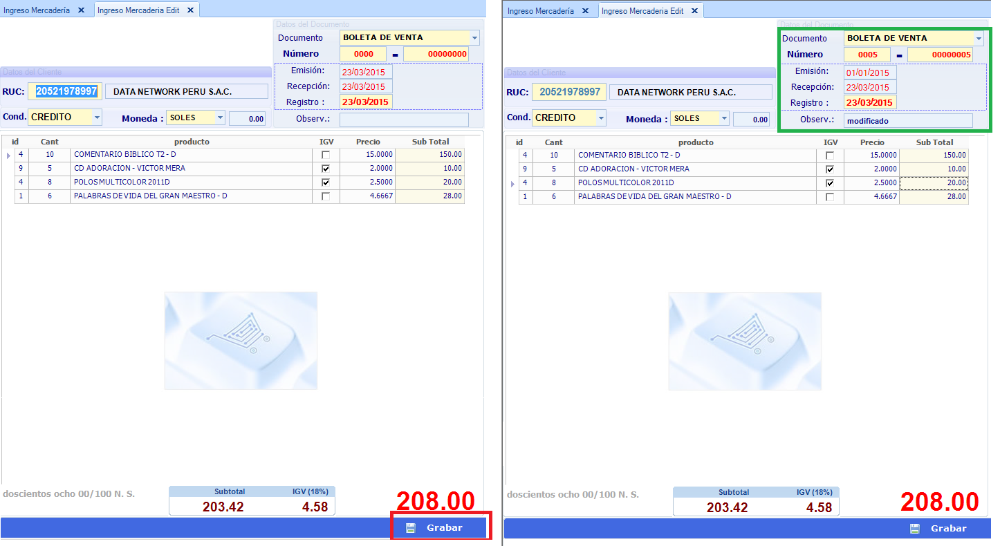 Ingreso Mercadería X Ingreso Mercaderia Edit X
Datos del Documento
Documento BOLETA DE VENTA
Número 0000 - 00000000
Datos del Cliente
Emisión: 23/03/2015
Recepción: 23/03/2015
RUC: 20521978997 DATA NETWORK PERU S.A.C.
Registro : 23/03/2015
Cond. CREDITO Moneda : SOLES 0.00
Observ.:
id Cant producto IGV Precio Sub Total
4 10 COMENTARIO BIBLICO T2 - D 15.0000 150.00
9 5 CD ADORACION - VICTOR MERA 2.0000 10.00
4 8 POLOS MULTICOLOR 2011D 2.5000 20.00
1 6 PALABRAS DE VIDA DEL GRAN MAESTRO - D 4.6667 28.00
doscientos ocho 00/100 N. S.
Subtotal IGV (18%)
203.42 4.58
208.00
Grabar
Ingreso Mercadería X Ingreso Mercaderia Edit X
Datos del Documento
Documento BOLETA DE VENTA
Número 0005 - 00000005
Datos del Cliente
Emisión: 01/01/2015
Recepción: 23/03/2015
RUC: 20521978997 DATA NETWORK PERU S.A.C.
Registro : 23/03/2015
Cond. CREDITO Moneda : SOLES 0.00
Observ.: modificado
id Cant producto IGV Precio Sub Total
4 10 COMENTARIO BIBLICO T2 - D 15.0000 150.00
9 5 CD ADORACION - VICTOR MERA 2.0000 10.00
4 8 POLOS MULTICOLOR 2011D 2.5000 20.00
1 6 PALABRAS DE VIDA DEL GRAN MAESTRO - D 4.6667 28.00
doscientos ocho 00/100 N. S.
Subtotal IGV (18%)
203.42 4.58
208.00
Grabar